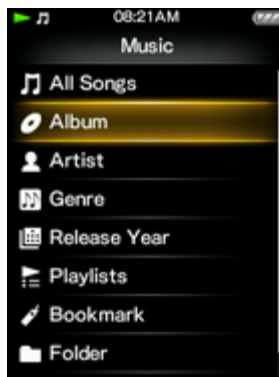 08:21AM
Music
All Songs
Album
Artist
Genre
Release Year
Playlists
Bookmark
Folder